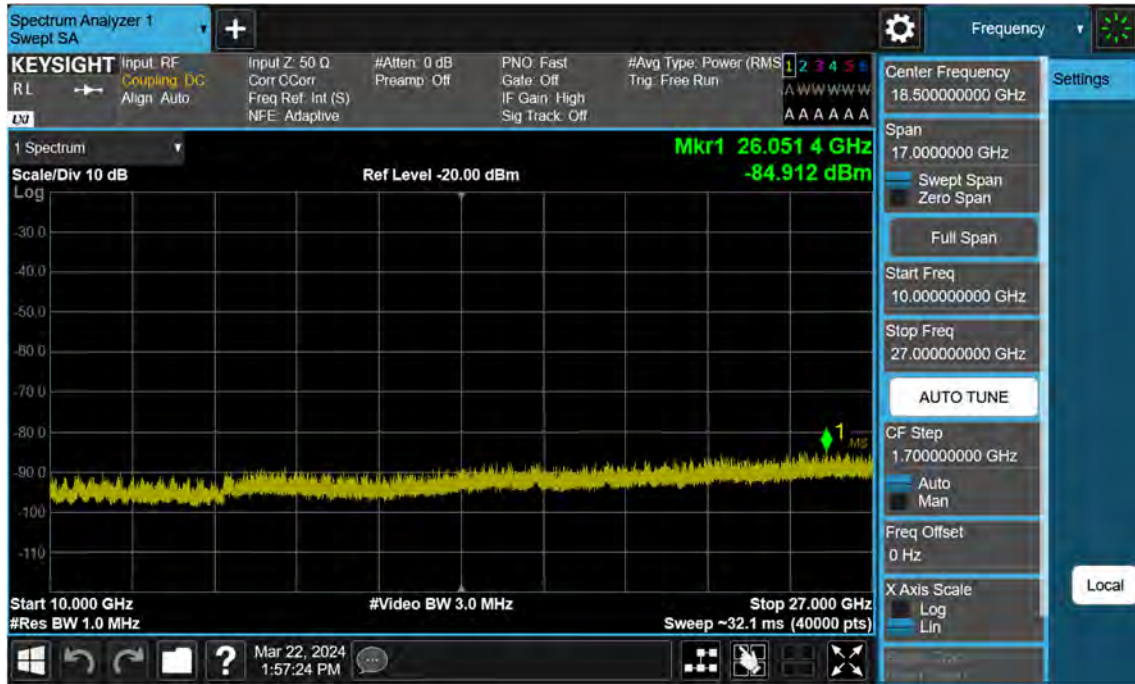 Spectrum Analyzer 1
Swept SA
Frequency
KEYSIGHT
RL
LXI
Input: RF
Coupling: DC
Align: Auto
Input Z: 50 Ω
Corr CCorr
Freq Ref: Int (S)
NFE: Adaptive
#Atten: 0 dB
Preamp: Off
PNO: Fast
Gate: Off
IF Gain: High
Sig Track: Off
#Avg Type: Power (RMS
Trig: Free Run
1 2 3 4 5 6
A W W W W W
A A A A A A
1 Spectrum
Scale/Div 10 dB
Ref Level -20.00 dBm
Mkr1 26.051 4 GHz
-84.912 dBm
Log
-30.0
-40.0
-50.0
-60.0
-70.0
-80.0
-90.0
-100
-110
1
Start 10.000 GHz
#Res BW 1.0 MHz
#Video BW 3.0 MHz
Stop 27.000 GHz
Sweep ~32.1 ms (40000 pts)
?
Mar 22, 2024
1:57:24 PM
Center Frequency
18.500000000 GHz
Span
17.0000000 GHz
Swept Span
Zero Span
Full Span
Start Freq
10.000000000 GHz
Stop Freq
27.000000000 GHz
AUTO TUNE
CF Step
1.700000000 GHz
Auto
Man
Freq Offset
0 Hz
X Axis Scale
Log
Lin
Settings
Local